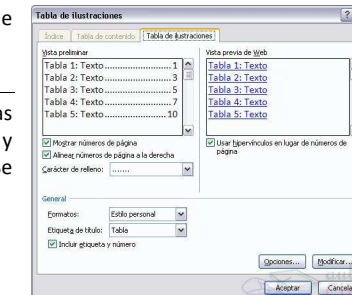 e
as
y
se
Tabla de ilustraciones
?
Índice
Tabla de contenido
Tabla de ilustraciones
Vista preliminar
Tabla 1: Texto.....................1
Tabla 2: Texto.....................3
Tabla 3: Texto.....................5
Tabla 4: Texto.....................7
Tabla 5: Texto...................10
Mostrar números de página
Alinear números de página a la derecha
Carácter de relleno: .......
Vista previa de Web
Tabla 1: Texto
Tabla 2: Texto
Tabla 3: Texto
Tabla 4: Texto
Tabla 5: Texto
Usar hipervínculos en lugar de números de
página
General
Formatos: Estilo personal
Etiqueta de título: Tabla
Incluir etiqueta y número
Opciones... Modificar...
Aceptar Cancela